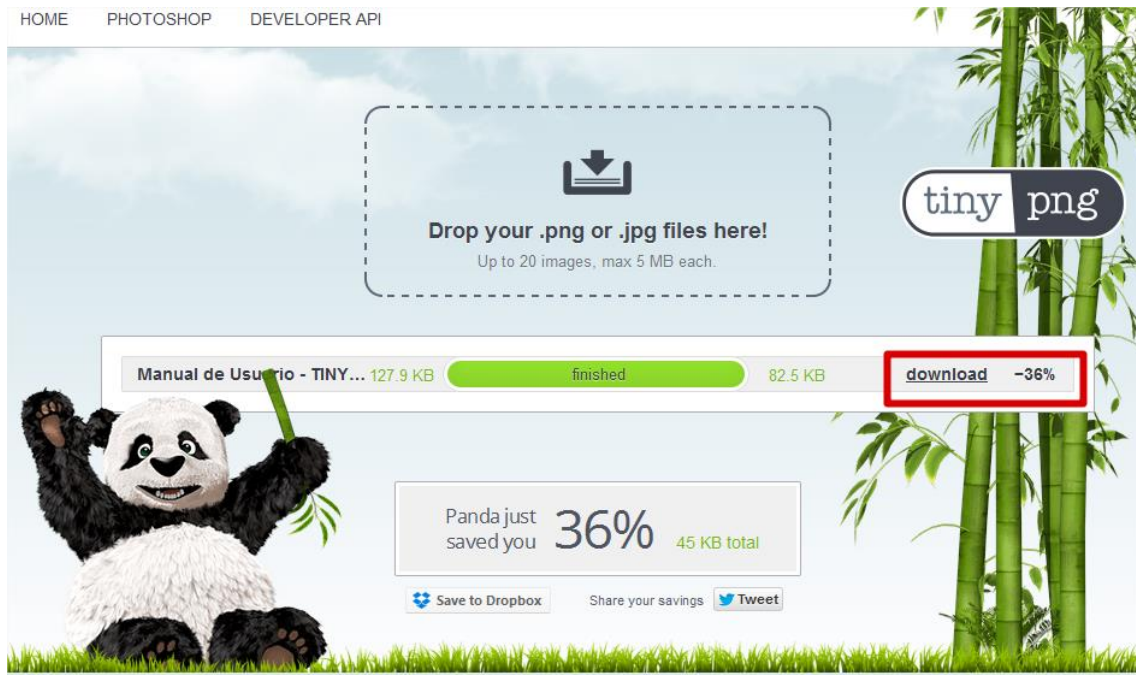 HOME PHOTOSHOP DEVELOPER API
tiny png
Drop your .png or .jpg files here!
Up to 20 images, max 5 MB each.
Manual de Usuario - TINY... 127.9 KB finished 82.5 KB download -36%
Panda just
saved you 36% 45 KB total
Save to Dropbox Share your savings Tweet